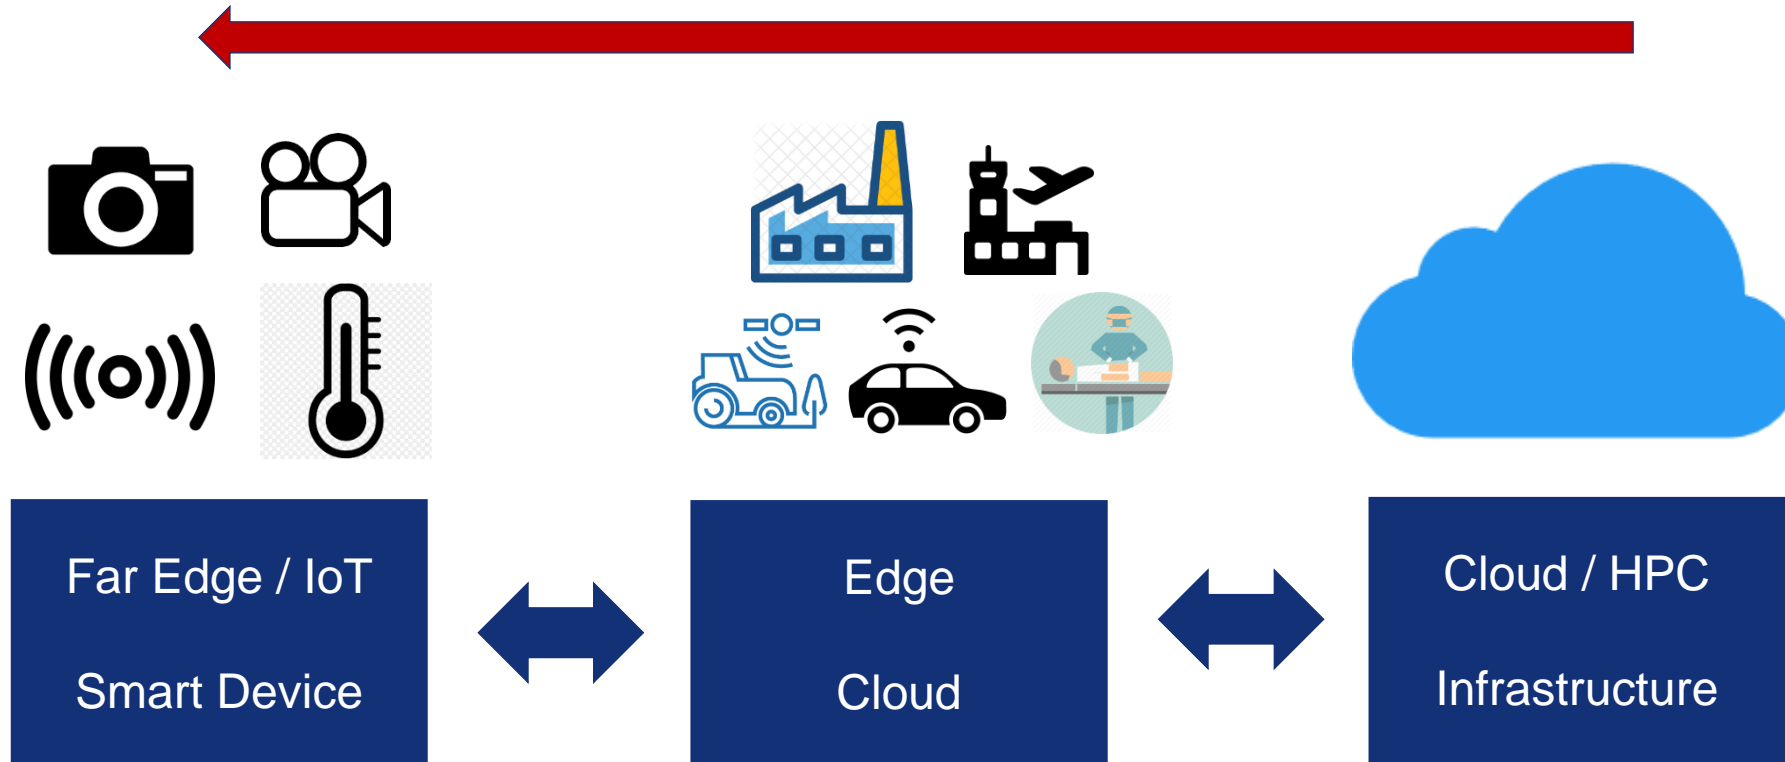 Far Edge / IoT
Smart Device
Edge
Cloud
Cloud / HPC
Infrastructure